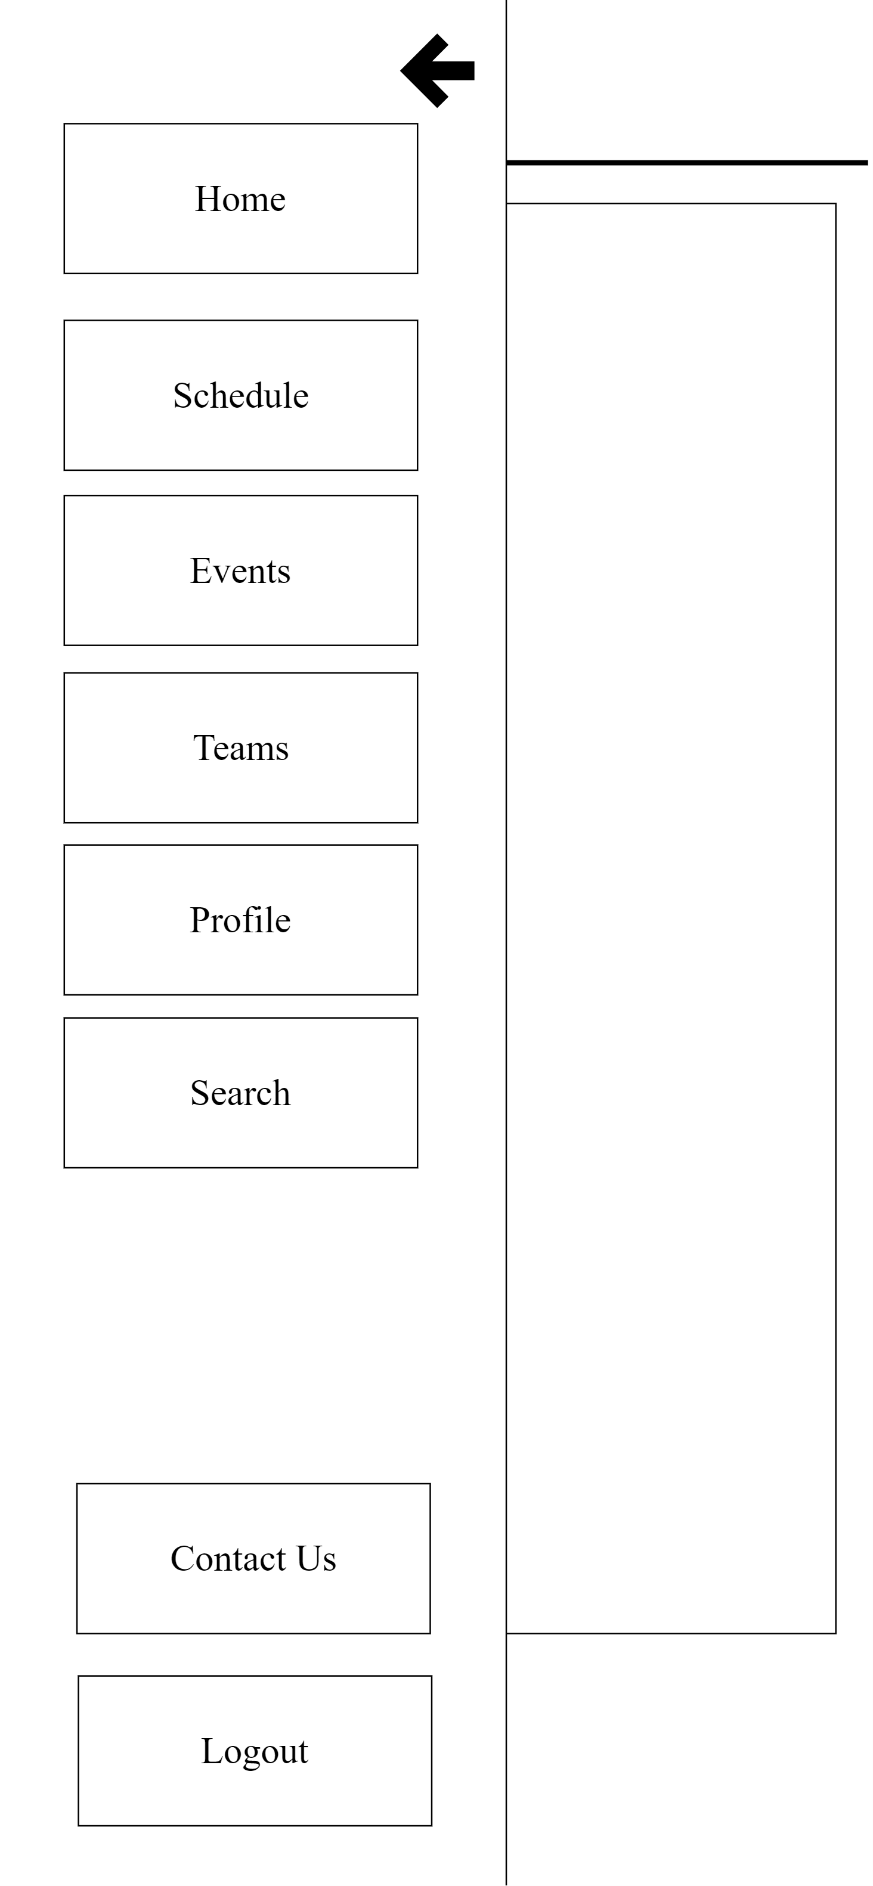 Home
Schedule
Events
Teams
Profile
Search
Contact Us
Logout